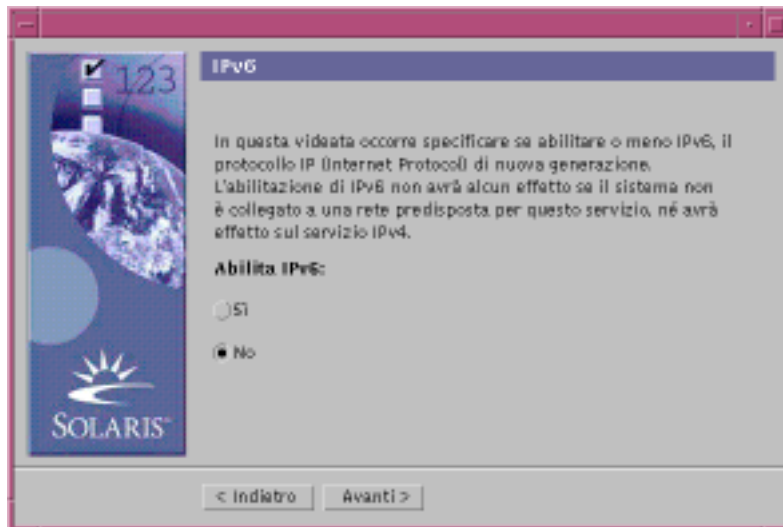 123
IPv6
In questa videata occorre specificare se abilitare o meno IPv6, il
protocollo IP (Internet Protocol) di nuova generazione.
L'abilitazione di IPv6 non avrà alcun effetto se il sistema non
è collegato a una rete predisposta per questo servizio, né avrà
effetto sul servizio IPv4.
Abilita IPv6:
Sì
No
SOLARIS™
< Indietro
Avanti >